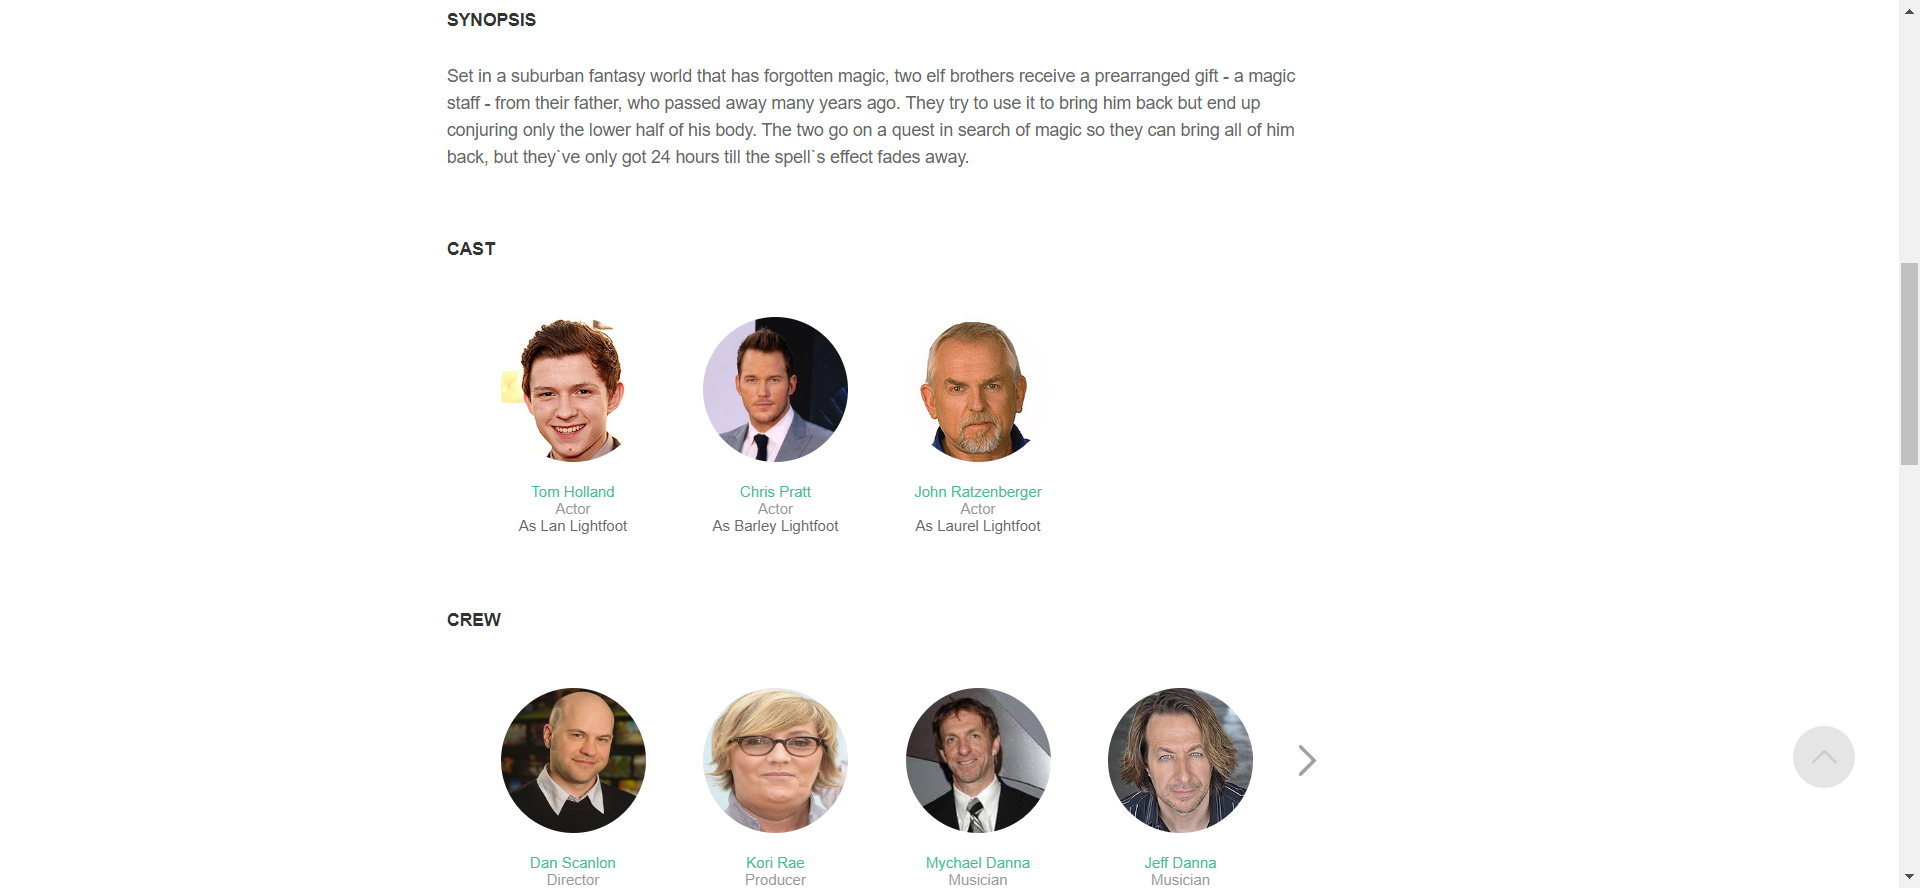 SYNOPSIS
Set in a suburban fantasy world that has forgotten magic, two elf brothers receive a prearranged gift - a magic
staff - from their father, who passed away many years ago. They try to use it to bring him back but end up
conjuring only the lower half of his body. The two go on a quest in search of magic so they can bring all of him
back, but they`ve only got 24 hours till the spell`s effect fades away.
CAST
Tom Holland
Actor
As Lan Lightfoot
Chris Pratt
Actor
As Barley Lightfoot
John Ratzenberger
Actor
As Laurel Lightfoot
CREW
Dan Scanlon
Director
Kori Rae
Producer
Mychael Danna
Musician
Jeff Danna
Musician